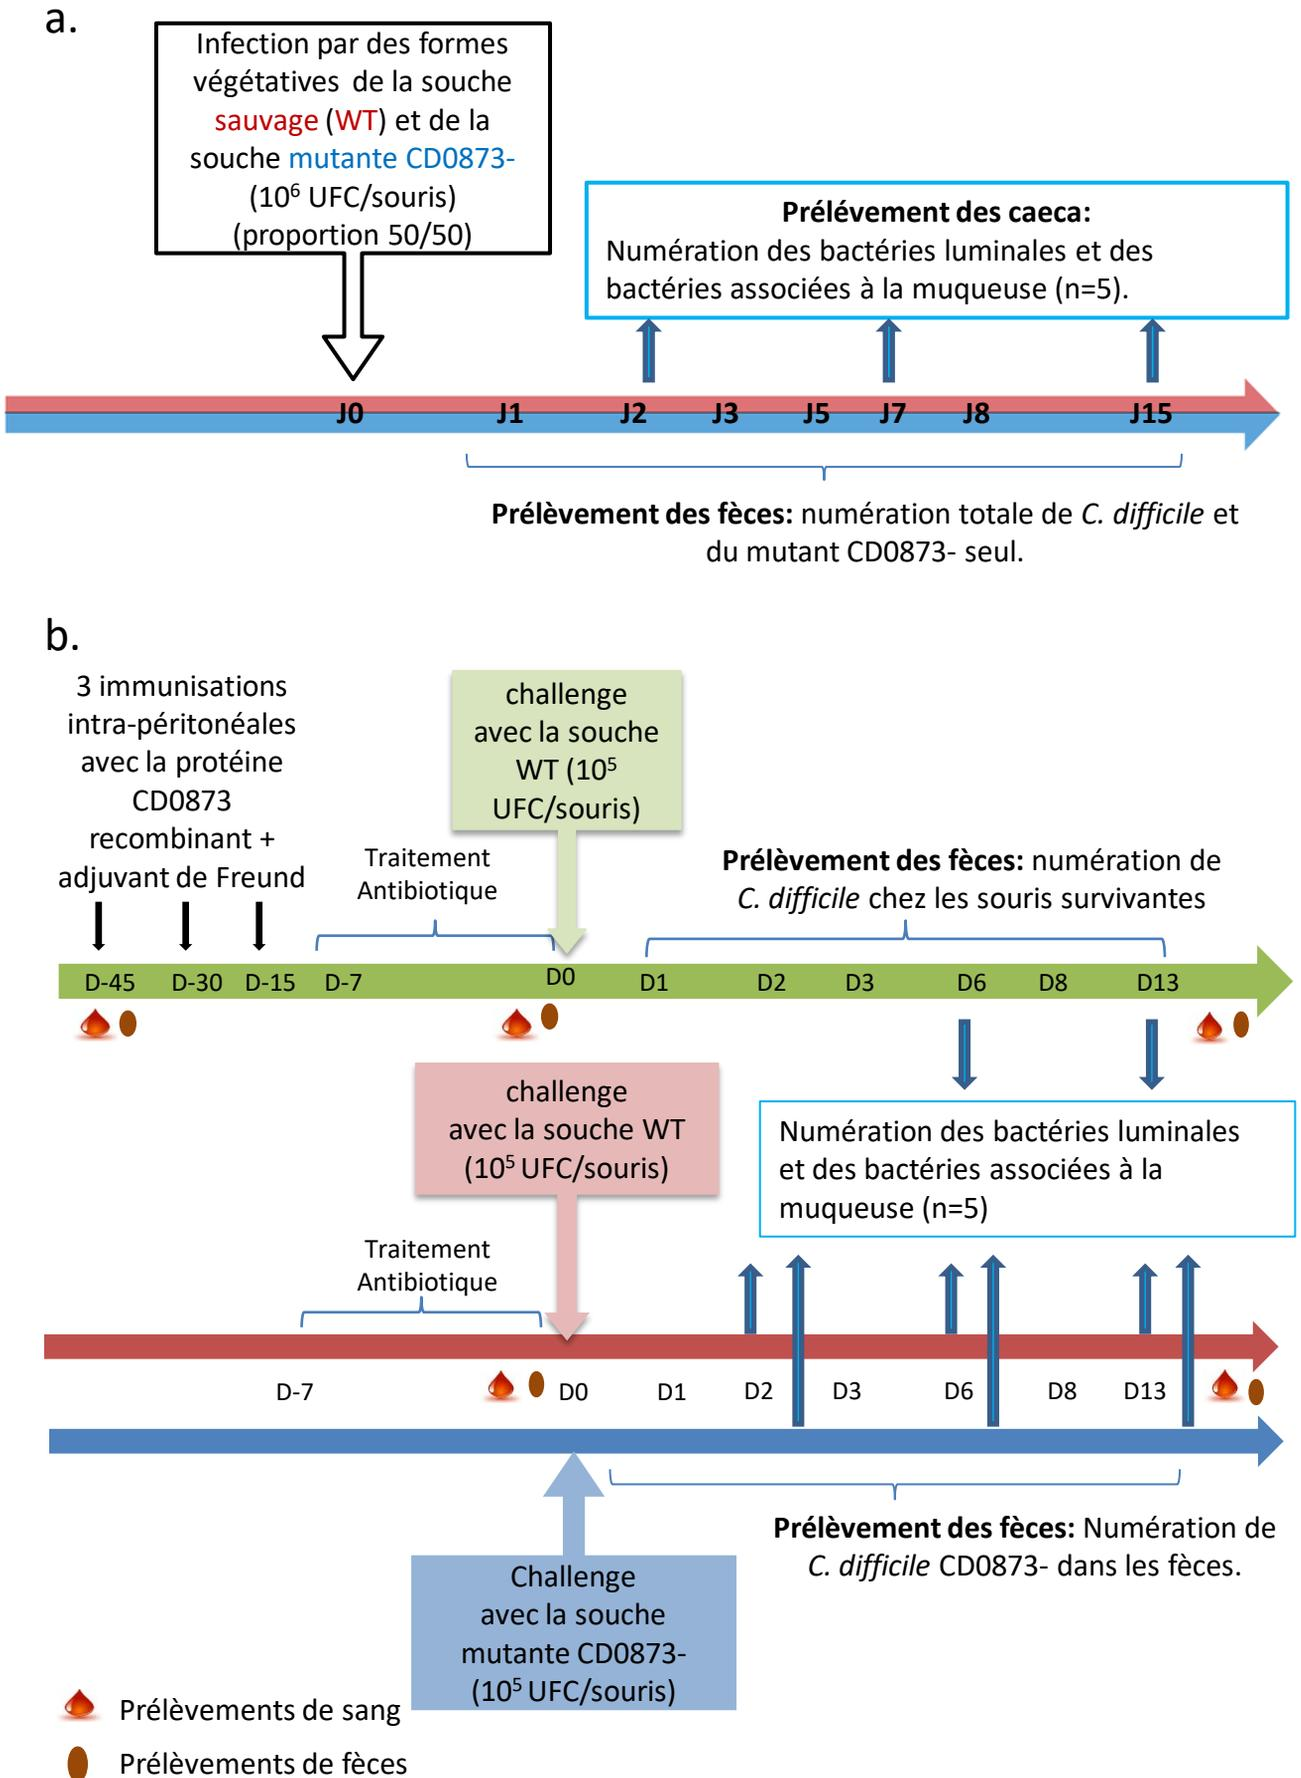 a.
Infection par des formes
végétatives de la souche
sauvage (WT) et de la
souche mutante CD0873-
(10⁶ UFC/souris)
(proportion 50/50)
Prélévement des caeca:
Numération des bactéries luminales et des
bactéries associées à la muqueuse (n=5).
J0 J1 J2 J3 J5 J7 J8 J15
Prélèvement des fèces: numération totale de C. difficile et
du mutant CD0873- seul.
b.
3 immunisations
intra-péritonéales
avec la protéine
CD0873
recombinant +
adjuvant de Freund
challenge
avec la souche
WT (10⁵
UFC/souris)
Traitement
Antibiotique
Prélèvement des fèces: numération de
C. difficile chez les souris survivantes
D-45 D-30 D-15 D-7 D0 D1 D2 D3 D6 D8 D13
challenge
avec la souche WT
(10⁵ UFC/souris)
Numération des bactéries luminales
et des bactéries associées à la
muqueuse (n=5)
Traitement
Antibiotique
D-7 D0 D1 D2 D3 D6 D8 D13
Prélèvement des fèces: Numération de
C. difficile CD0873- dans les fèces.
Challenge
avec la souche
mutante CD0873-
(10⁵ UFC/souris)
Prélèvements de sang
Prélèvements de fèces